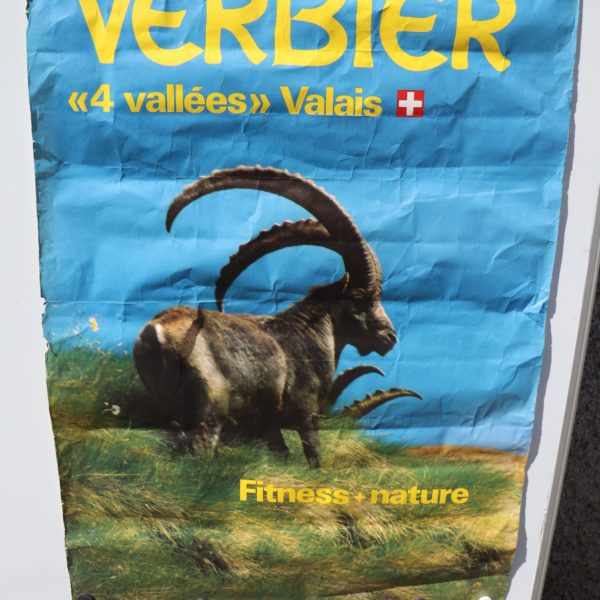 VERBIER
«4 vallées» Valais
Fitness + nature